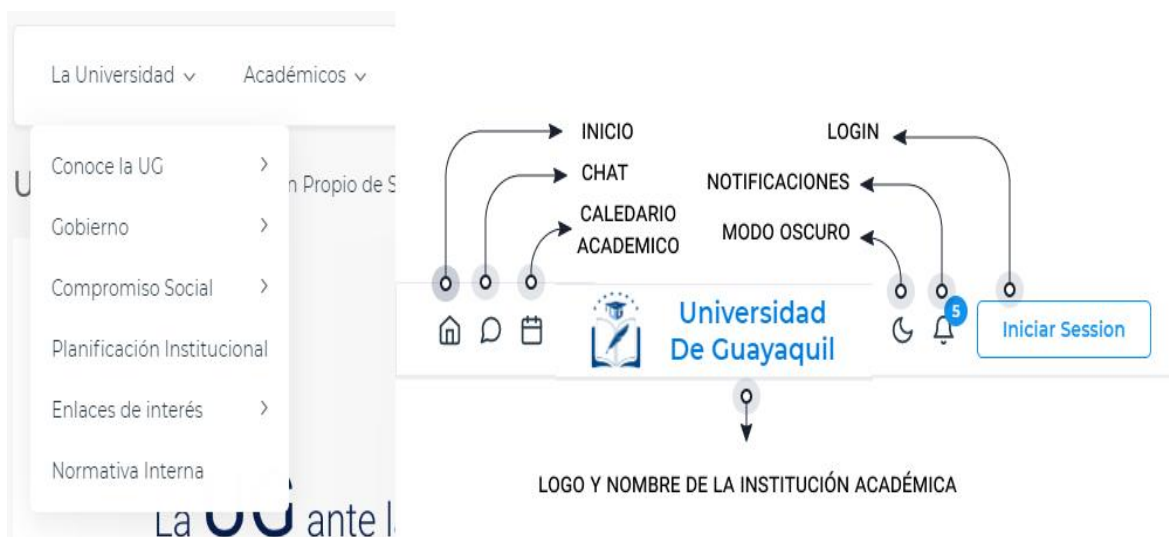 La Universidad
Académicos
Conoce la UG
Gobierno
Compromiso Social
Planificación Institucional
Enlaces de interés
Normativa Interna
U
n Propio de S
La UG ante l
INICIO
LOGIN
CHAT
NOTIFICACIONES
CALEDARIO
ACADEMICO
MODO OSCURO
Universidad
De Guayaquil
5
Iniciar Session
LOGO Y NOMBRE DE LA INSTITUCIÓN ACADÉMICA